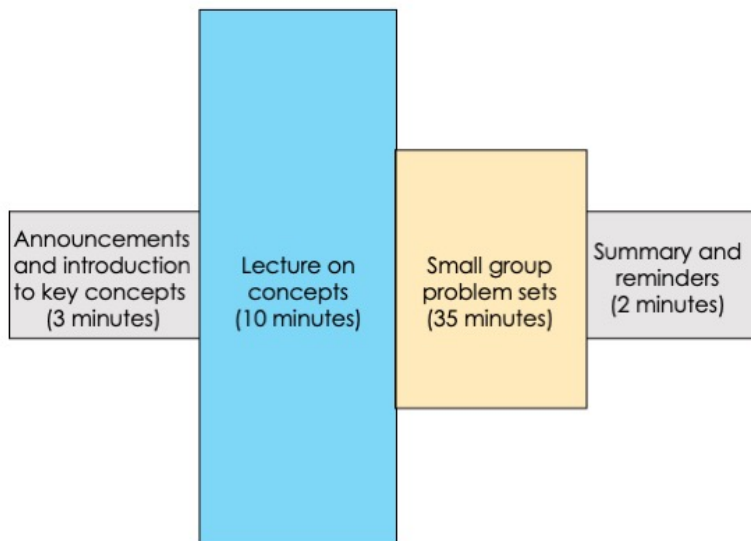 Announcements
and introduction
to key concepts
(3 minutes)
Lecture on
concepts
(10 minutes)
Small group
problem sets
(35 minutes)
Summary and
reminders
(2 minutes)